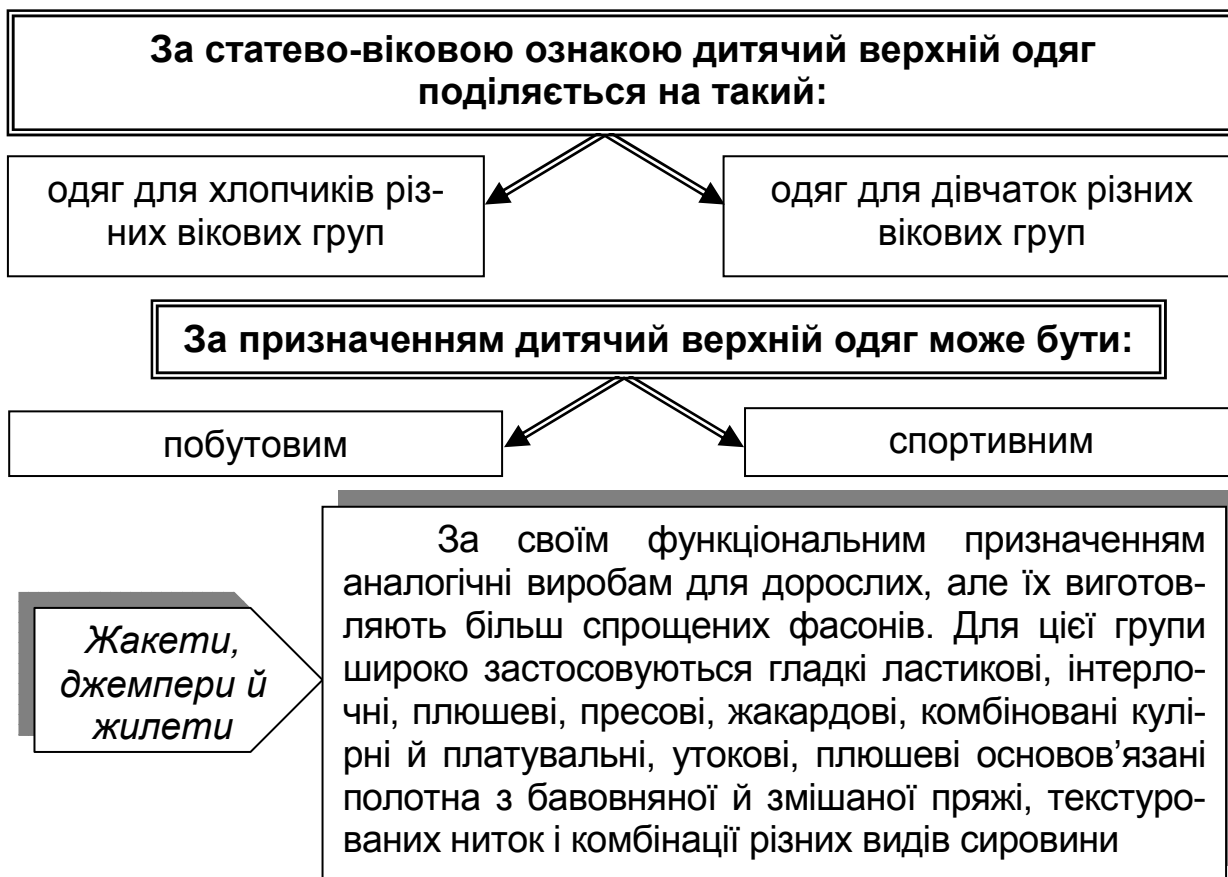 За статево-віковою ознакою дитячий верхній одяг
поділяється на такий:
одяг для хлопчиків різ-
них вікових груп
одяг для дівчаток різних
вікових груп
За призначенням дитячий верхній одяг може бути:
побутовим
спортивним
Жакети,
джемпери й
жилети
За своїм функціональним призначенням
аналогічні виробам для дорослих, але їх виготов-
ляють більш спрощених фасонів. Для цієї групи
широко застосовуються гладкі ластикові, інтерло-
чні, плюшеві, пресові, жакардові, комбіновані кулі-
рні й платувальні, утокові, плюшеві основов’язані
полотна з бавовняної й змішаної пряжі, текстуро-
ваних ниток і комбінації різних видів сировини